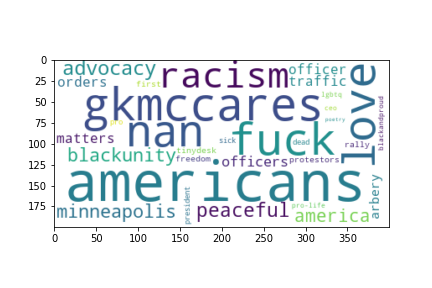 0
25
50
75
100
125
150
175
0 50 100 150 200 250 300 350
advocacy racism officer
orders first traffic love
gkmccares lgbtq
pro nan ceo blackandproud
poetry
matters sick fuck dead rally
blackunity tinydesk
freedom officers protestors
americans arbery
minneapolis president peaceful pro-life
america